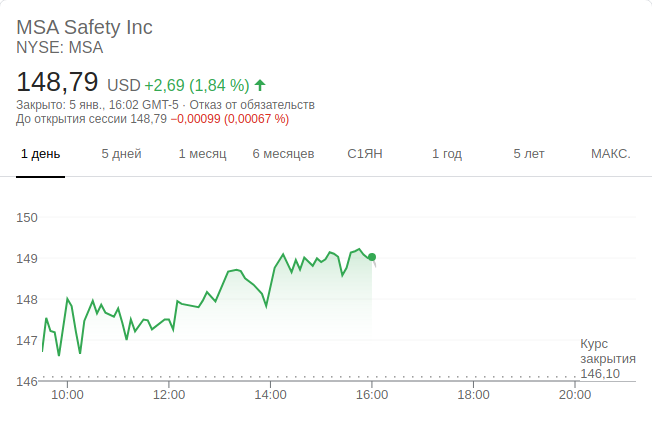 MSA Safety Inc
NYSE: MSA
148,79 USD +2,69 (1,84 %)
Закрыто: 5 янв., 16:02 GMT-5 · Отказ от обязательств
До открытия сессии 148,79 −0,00099 (0,00067 %)
1 день 5 дней 1 месяц 6 месяцев С1ЯН 1 год 5 лет МАКС.
150
149
148
147
Курс
закрытия
146,10
146
10:00 12:00 14:00 16:00 18:00 20:00